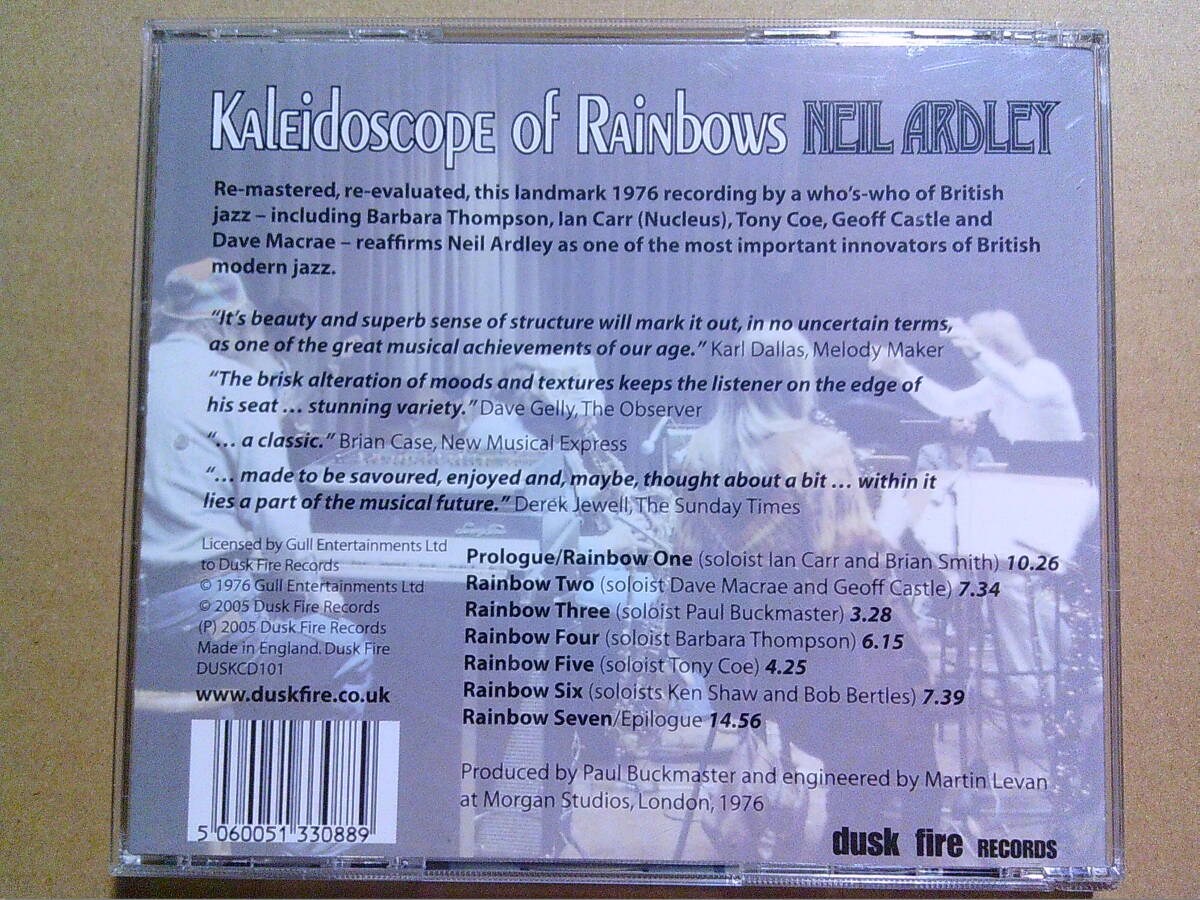 Kaleidoscope of Rainbows NEIL ARDLEY
Re-mastered, re-evaluated, this landmark 1976 recording by a who's-who of British
jazz – including Barbara Thompson, Ian Carr (Nucleus), Tony Coe, Geoff Castle and
Dave Macrae – reaffirms Neil Ardley as one of the most important innovators of British
modern jazz.
"It's beauty and superb sense of structure will mark it out, in no uncertain terms,
as one of the great musical achievements of our age." Karl Dallas, Melody Maker
"The brisk alteration of moods and textures keeps the listener on the edge of
his seat ... stunning variety." Dave Gelly, The Observer
"... a classic." Brian Case, New Musical Express
"... made to be savoured, enjoyed and, maybe, thought about a bit ... within it
lies a part of the musical future." Derek Jewell, The Sunday Times
Licensed by Gull Entertainments Ltd
to Dusk Fire Records
© 1976 Gull Entertainments Ltd
© 2005 Dusk Fire Records
(P) 2005 Dusk Fire Records
Made in England. Dusk Fire
DUSKCD101
www.duskfire.co.uk
5 060051 330889
Prologue/Rainbow One (soloist Ian Carr and Brian Smith) 10.26
Rainbow Two (soloist Dave Macrae and Geoff Castle) 7.34
Rainbow Three (soloist Paul Buckmaster) 3.28
Rainbow Four (soloist Barbara Thompson) 6.15
Rainbow Five (soloist Tony Coe) 4.25
Rainbow Six (soloists Ken Shaw and Bob Bertles) 7.39
Rainbow Seven/Epilogue 14.56
Produced by Paul Buckmaster and engineered by Martin Levan
at Morgan Studios, London, 1976
dusk fire RECORDS